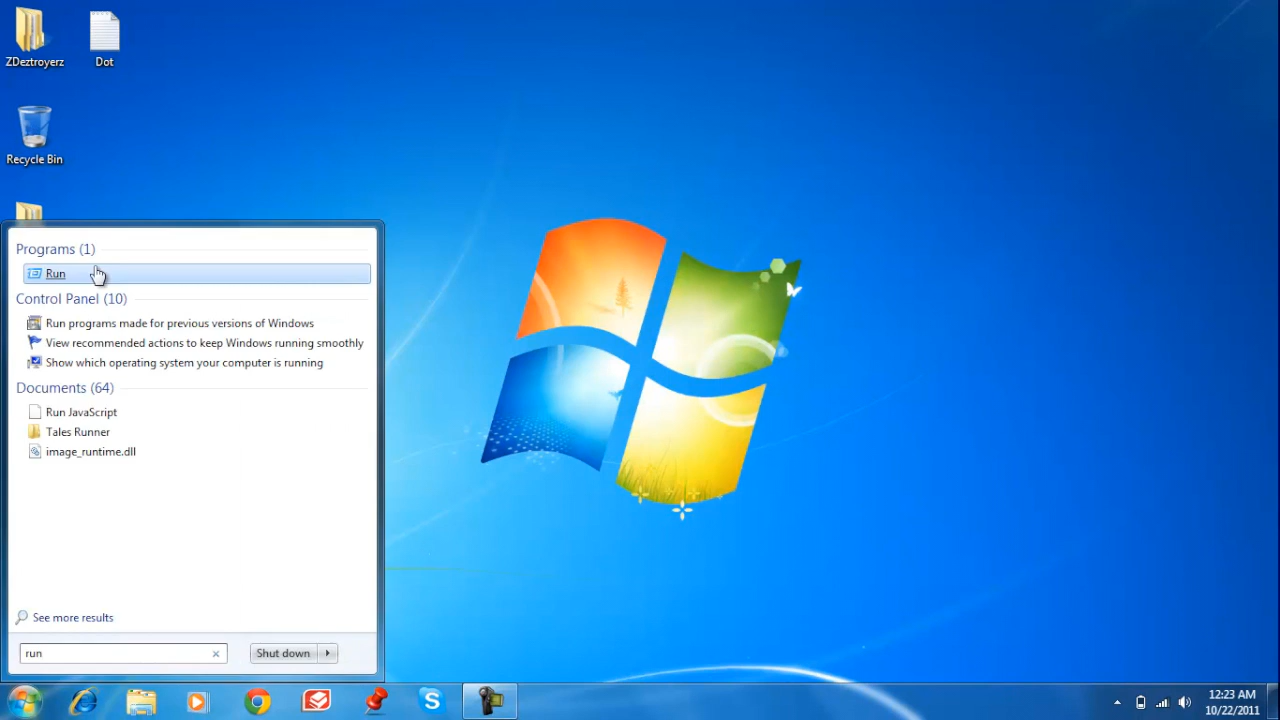 ZDeztroyerz
Dot
Recycle Bin
Programs (1)
Run
Control Panel (10)
Run programs made for previous versions of Windows
View recommended actions to keep Windows running smoothly
Show which operating system your computer is running
Documents (64)
Run JavaScript
Tales Runner
image_runtime.dll
See more results
run
Shut down
12:23 AM
10/22/2011